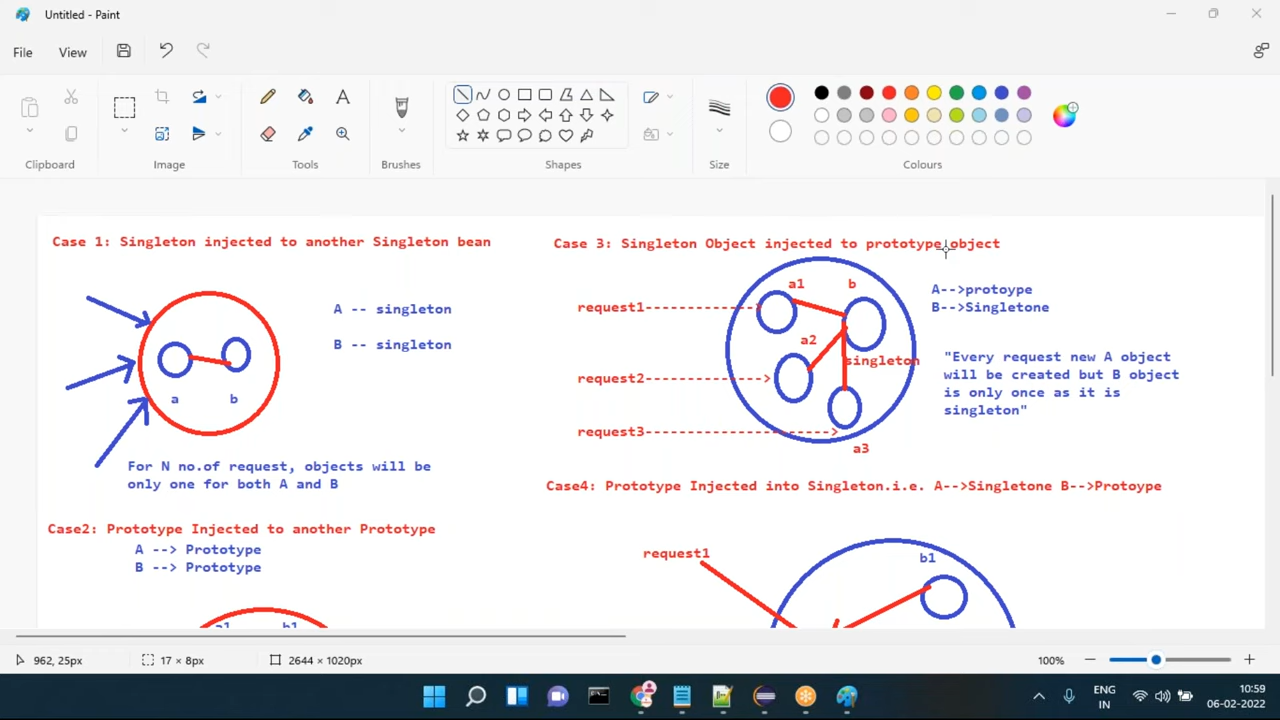 Untitled - Paint
File
View
Clipboard
Image
Tools
Brushes
Shapes
Size
Colours
Case 1: Singleton injected to another Singleton bean
A -- singleton
B -- singleton
a
b
For N no.of request, objects will be
only one for both A and B
Case2: Prototype Injected to another Prototype
A --> Prototype
B --> Prototype
a1
b1
Case 3: Singleton Object injected to prototype object
a1
b
request1-------------->
a2
singleton
request2-------------->
request3---------------------->
a3
A-->protoype
B-->Singletone
"Every request new A object
will be created but B object
is only once as it is
singleton"
Case4: Prototype Injected into Singleton.i.e. A-->Singletone B-->Protoype
request1
b1
962, 25px
17 × 8px
2644 × 1020px
100%
ENG
IN
10:59
06-02-2022